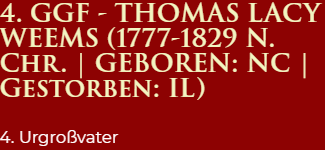 4. GGF - THOMAS LACY
WEEMS (1777-1829 N.
CHR. | GEBOREN: NC |
GESTORBEN: IL)
4. Urgroßvater